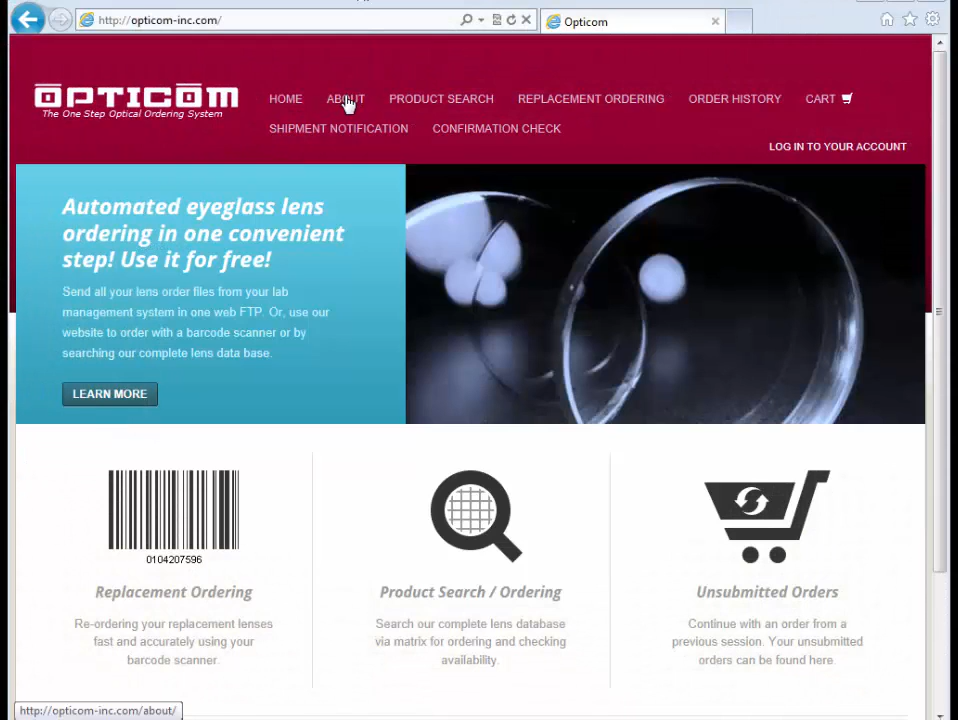 http://opticom-inc.com/
Opticom
OPTICOM
The One Step Optical Ordering System
HOME ABOUT PRODUCT SEARCH REPLACEMENT ORDERING ORDER HISTORY CART
SHIPMENT NOTIFICATION CONFIRMATION CHECK
LOG IN TO YOUR ACCOUNT
Automated eyeglass lens
ordering in one convenient
step! Use it for free!
Send all your lens order files from your lab
management system in one web FTP. Or, use our
website to order with a barcode scanner or by
searching our complete lens data base.
LEARN MORE
0104207596
Replacement Ordering
Re-ordering your replacement lenses
fast and accurately using your
barcode scanner.
Product Search / Ordering
Search our complete lens database
via matrix for ordering and checking
availability.
Unsubmitted Orders
Continue with an order from a
previous session. Your unsubmitted
orders can be found here.
http://opticom-inc.com/about/